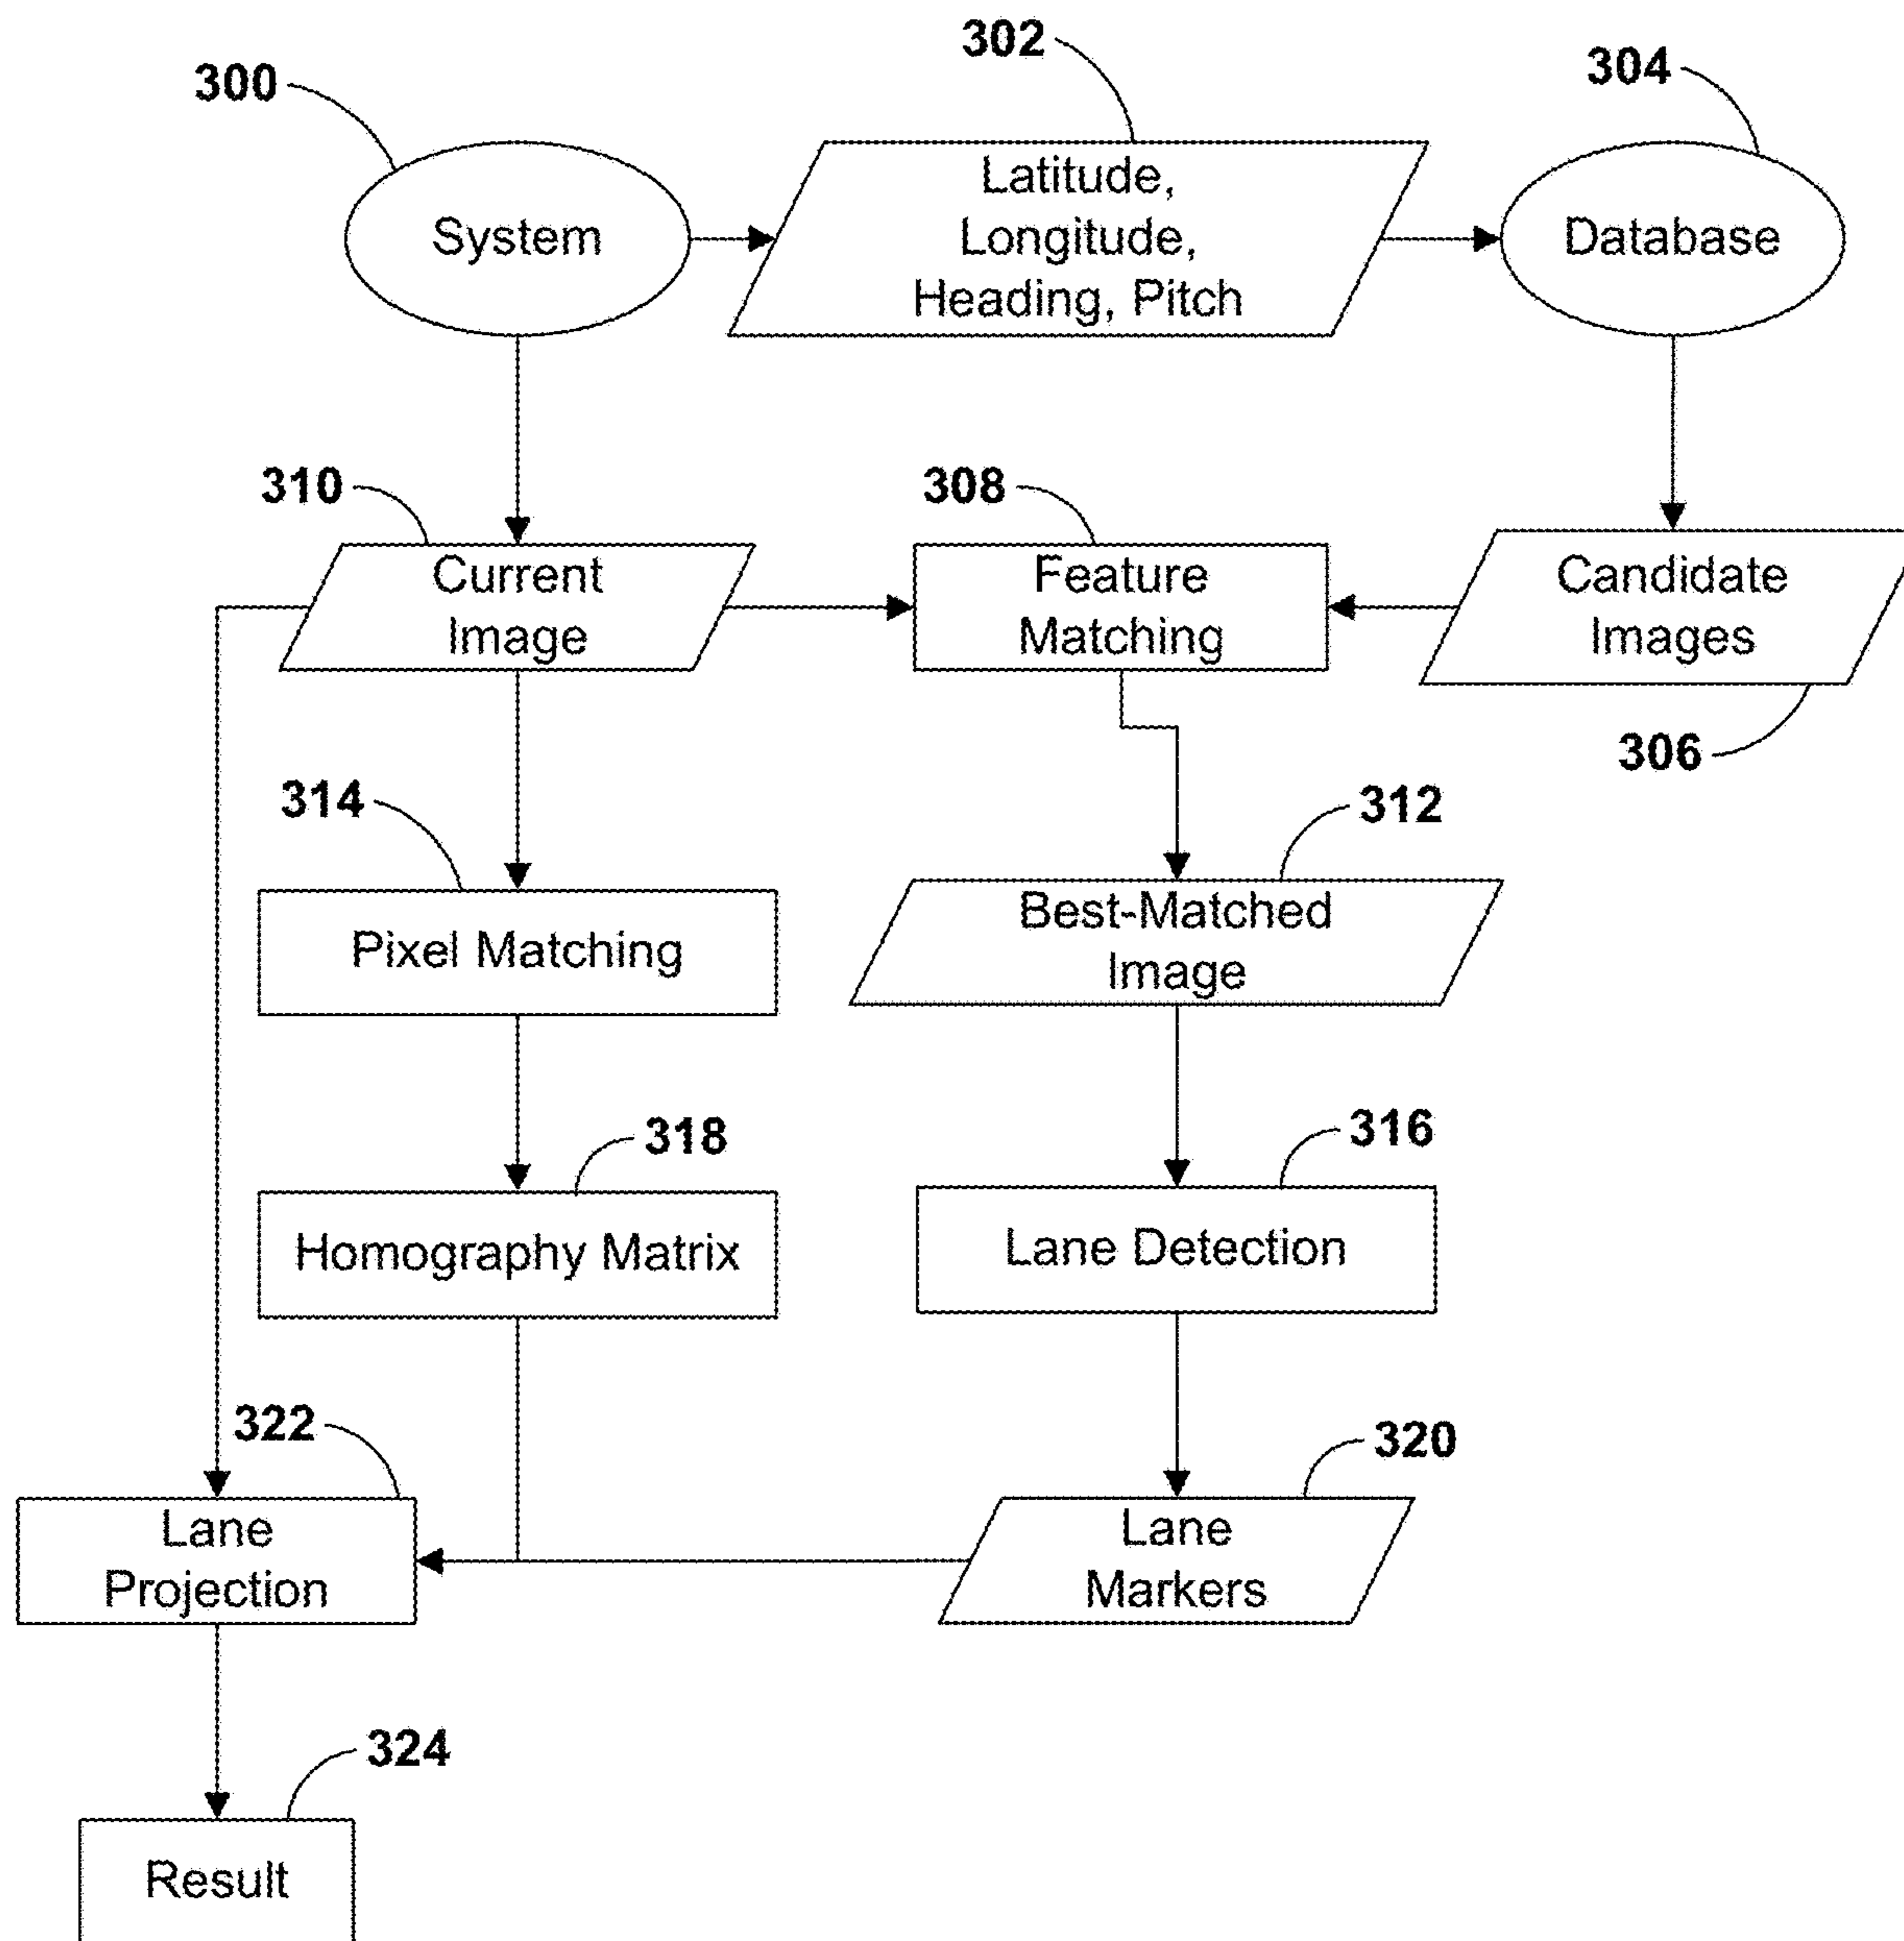 302
304
300
System
Latitude,
Longitude,
Heading, Pitch
Database
310
308
Current
Image
Feature
Matching
Candidate
Images
306
314
312
Pixel Matching
Best-Matched
Image
318
316
Homography Matrix
Lane Detection
322
320
Lane
Projection
Lane
Markers
324
Result